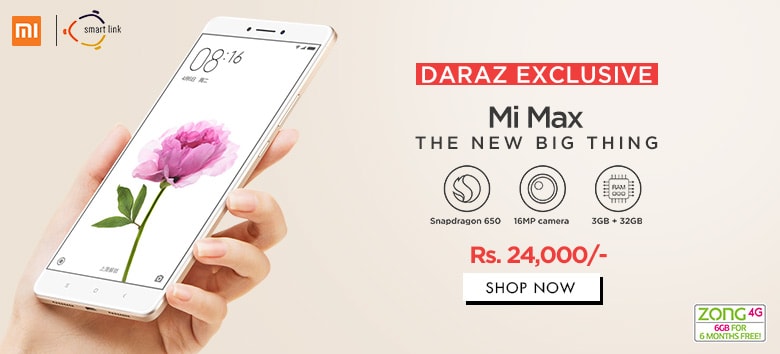 mi
smart link
08:16
DARAZ EXCLUSIVE
Mi Max
THE NEW BIG THING
RAM
Snapdragon 650
16MP camera
3GB + 32GB
Rs. 24,000/-
SHOP NOW
ZONG 4G
6GB FOR
6 MONTHS FREE!